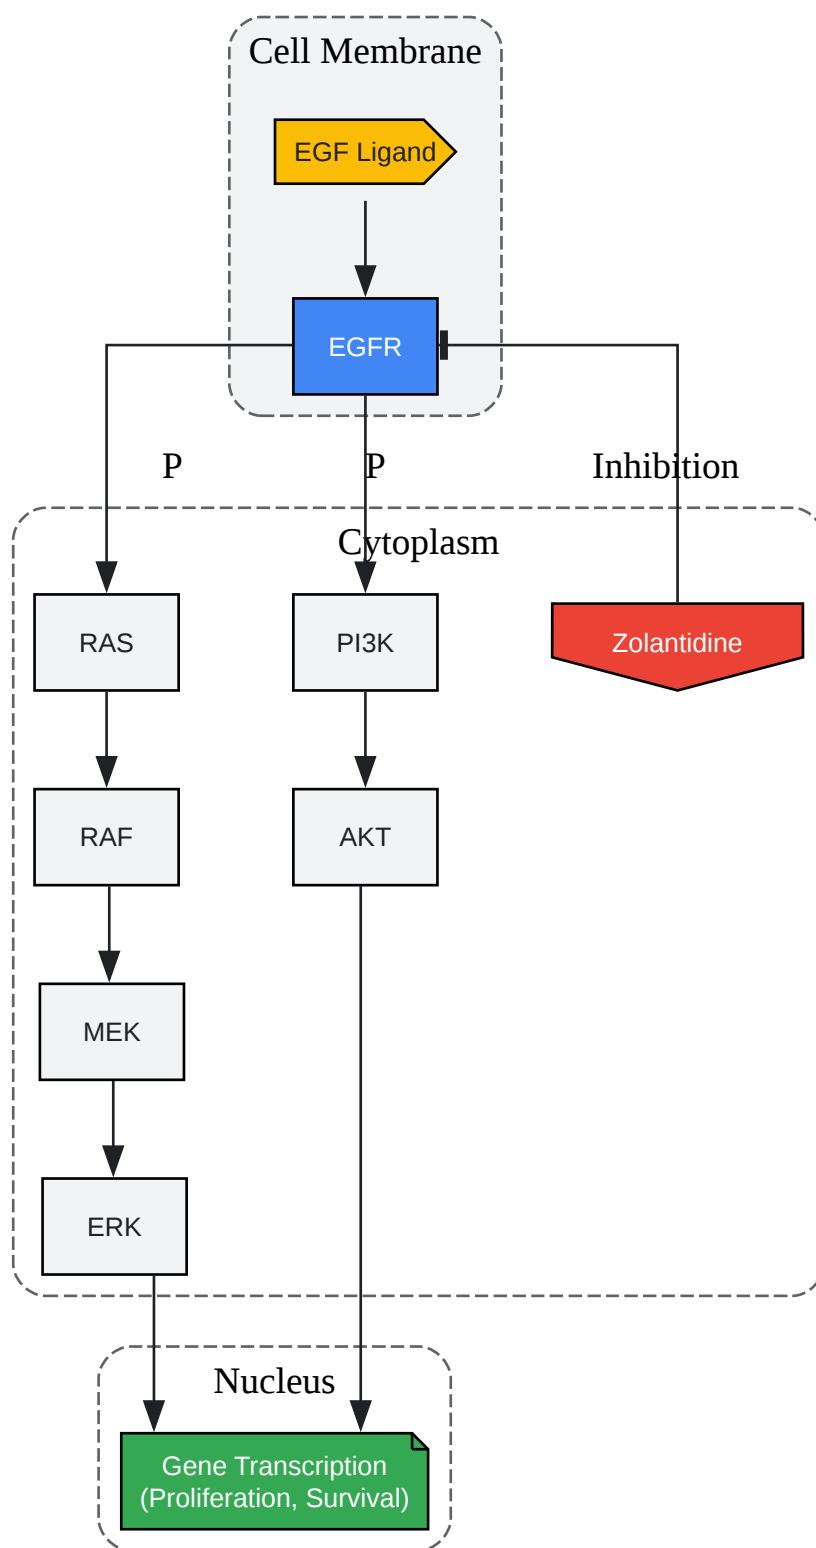 Cell Membrane
EGF Ligand
EGFR
P
P
Inhibition
Cytoplasm
RAS
PI3K
Zolantidine
RAF
AKT
MEK
ERK
Nucleus
Gene Transcription
(Proliferation, Survival)